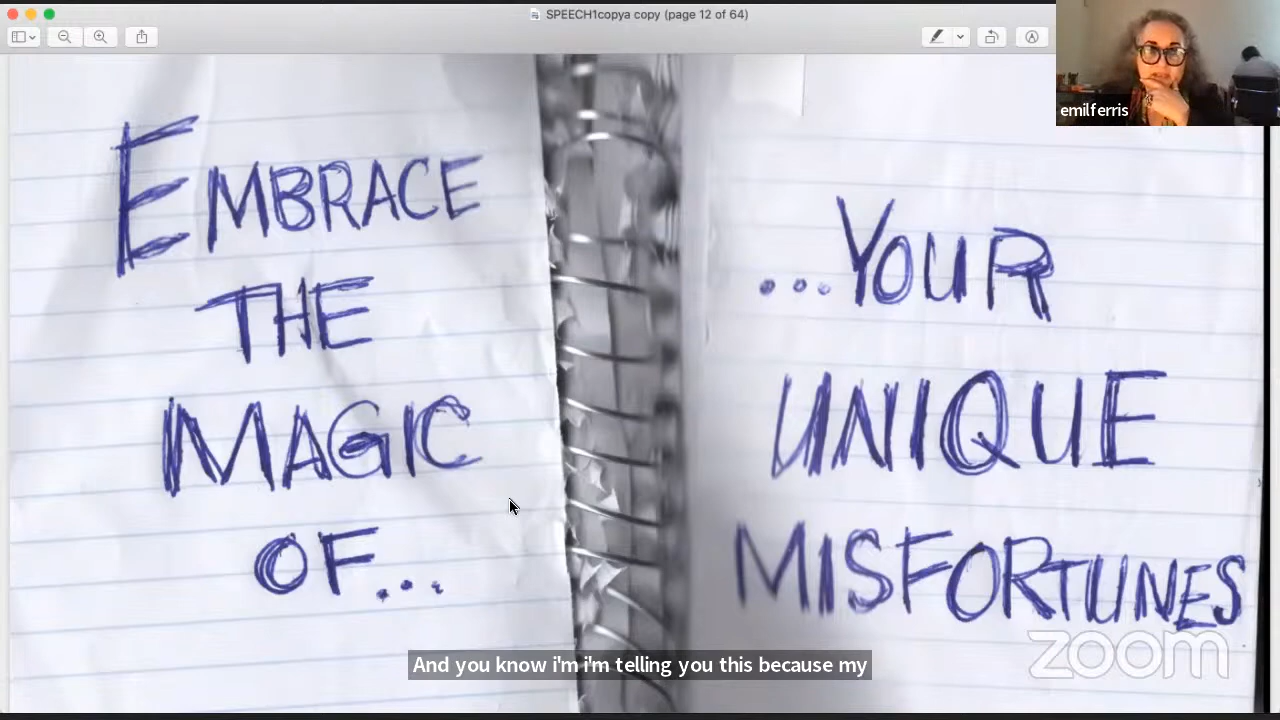 SPEECH1copya copy (page 12 of 64)
emilferris
EMBRACE
THE
MAGIC
OF...
...YOUR
UNIQUE
MISFORTUNES
zoom
And you know i'm i'm telling you this because my